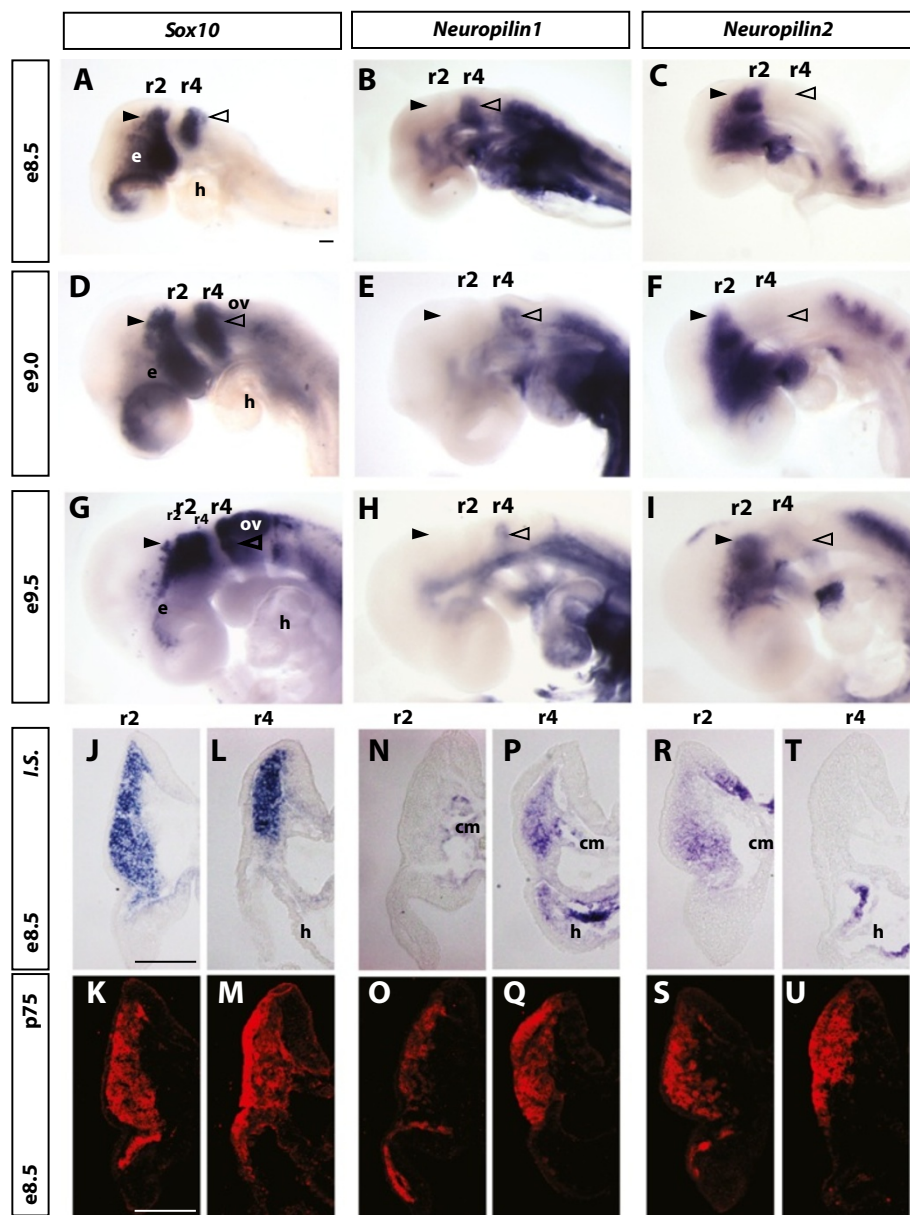 Sox10 Neuropilin1 Neuropilin2
e8.5
A r2 r4 e h
B r2 r4
C r2 r4
e9.0
D r2 r4 ov e h
E r2 r4
F r2 r4
e9.5
G r2 r4 r2 r4 ov e h
H r2 r4
I r2 r4
r2 r4 r2 r4 r2 r4
I.S.
e8.5
J
L h
N cm
P cm h
R cm
T h
p75
e8.5
K M O Q S U